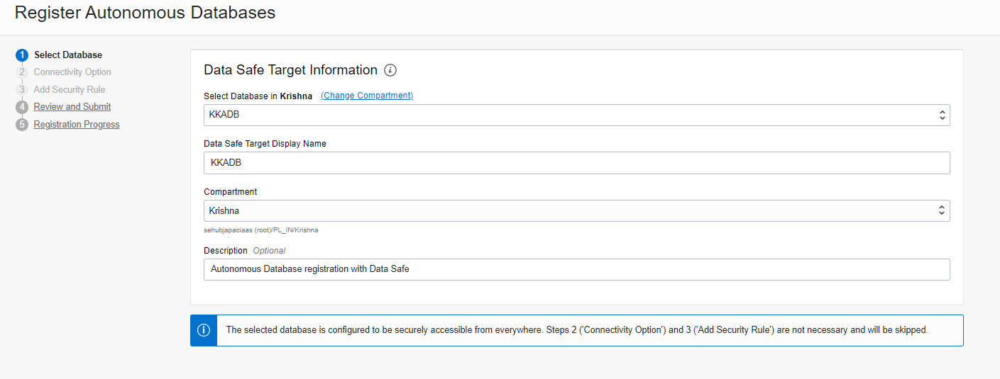 Register Autonomous Databases
1 Select Database
2 Connectivity Option
3 Add Security Rule
4 Review and Submit
5 Registration Progress
Data Safe Target Information i
Select Database in Krishna (Change Compartment)
KKADB
Data Safe Target Display Name
KKADB
Compartment
Krishna
sehubjapaciaas (root)/PL_IN/Krishna
Description Optional
Autonomous Database registration with Data Safe
The selected database is configured to be securely accessible from everywhere. Steps 2 ('Connectivity Option') and 3 ('Add Security Rule') are not necessary and will be skipped.